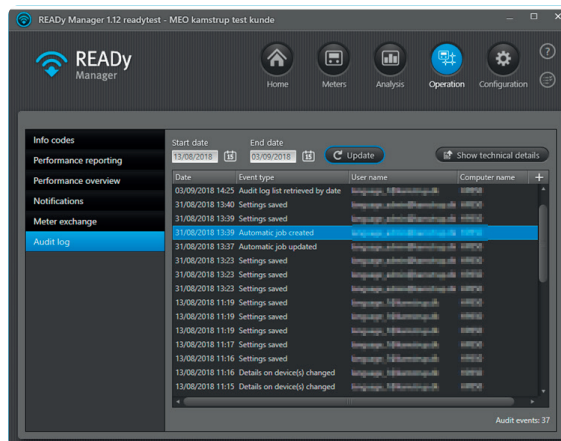 READy Manager 1.12 readytest - MEO kamstrup test kunde
READy
Manager
Home Meters Analysis Operation Configuration
Info codes
Performance reporting
Performance overview
Notifications
Meter exchange
Audit log
Start date End date
13/08/2018 15 03/09/2018 15 Update Show technical details
Date Event type User name Computer name +
03/09/2018 14:25 Audit log list retrieved by date
31/08/2018 13:40 Settings saved
31/08/2018 13:39 Settings saved
31/08/2018 13:39 Automatic job created
31/08/2018 13:37 Automatic job updated
31/08/2018 13:23 Settings saved
31/08/2018 13:23 Settings saved
31/08/2018 13:23 Settings saved
13/08/2018 11:19 Settings saved
13/08/2018 11:19 Settings saved
13/08/2018 11:19 Settings saved
13/08/2018 11:17 Settings saved
13/08/2018 11:16 Settings saved
13/08/2018 11:16 Details on device(s) changed
13/08/2018 11:15 Details on device(s) changed
Audit events: 37